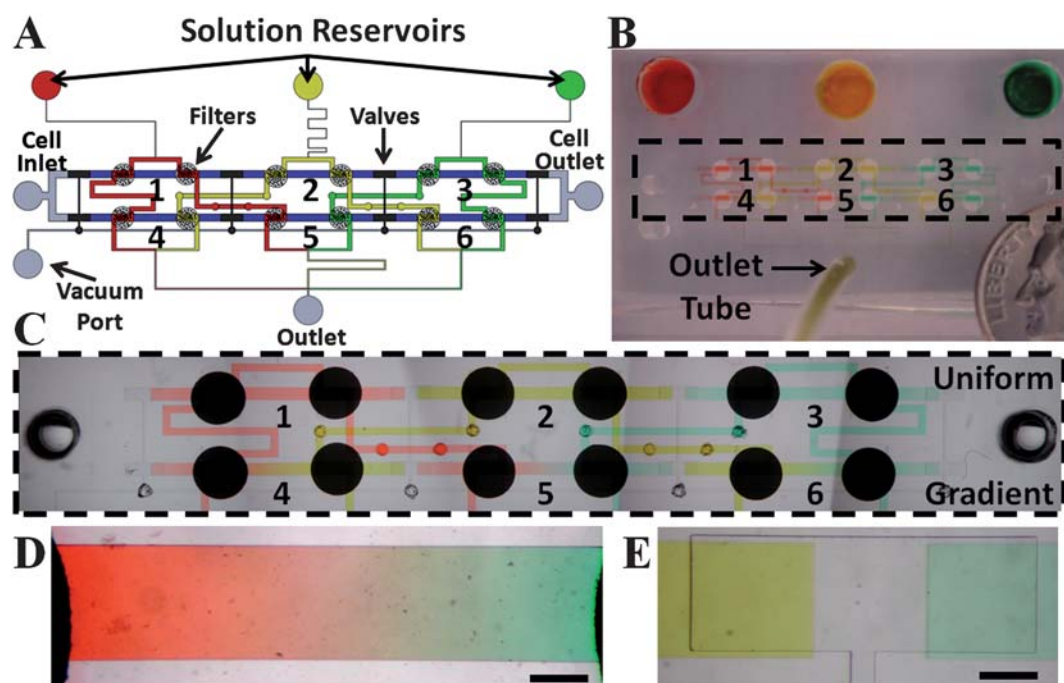 A
Solution Reservoirs
Filters
Valves
Cell
Inlet
Cell
Outlet
1
2
3
4
5
6
Vacuum
Port
Outlet
B
1
2
3
4
5
6
Outlet
Tube
LIBERTY
C
Uniform
1
2
3
4
5
6
Gradient
D
E